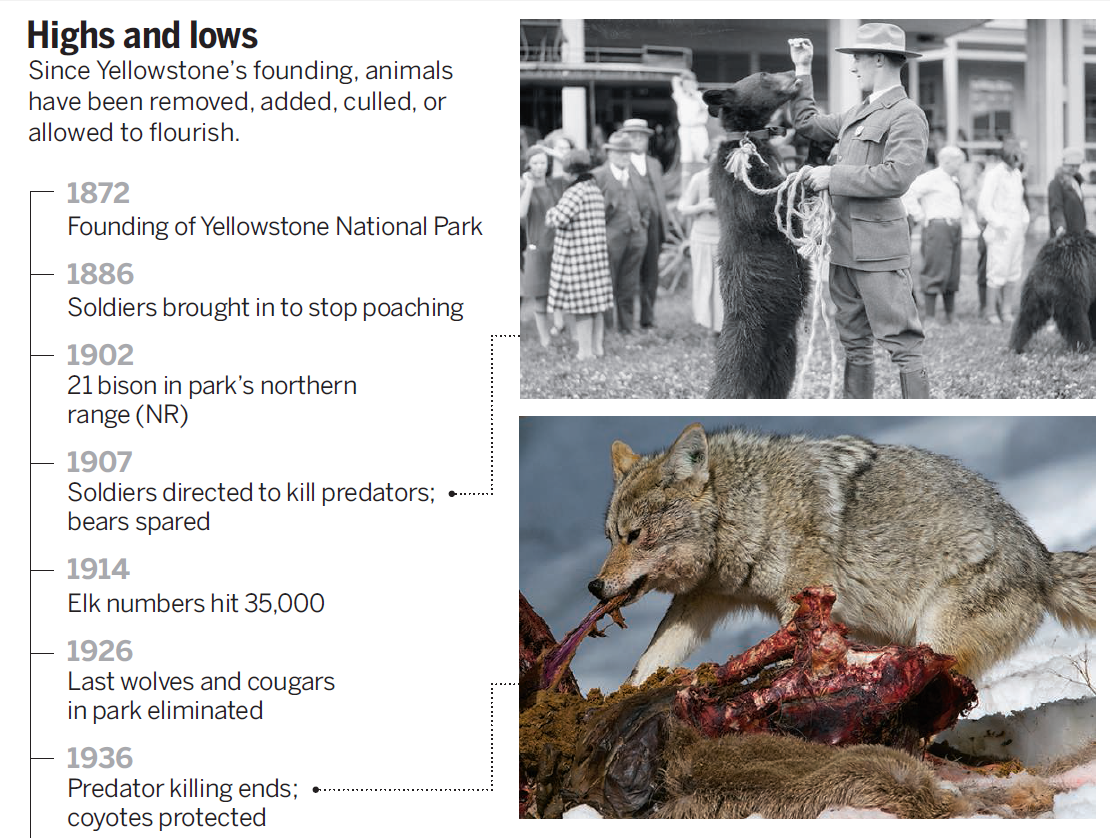 Highs and lows
Since Yellowstone's founding, animals
have been removed, added, culled, or
allowed to flourish.
1872
Founding of Yellowstone National Park
1886
Soldiers brought in to stop poaching
1902
21 bison in park's northern
range (NR)
1907
Soldiers directed to kill predators;
bears spared
1914
Elk numbers hit 35,000
1926
Last wolves and cougars
in park eliminated
1936
Predator killing ends;
coyotes protected